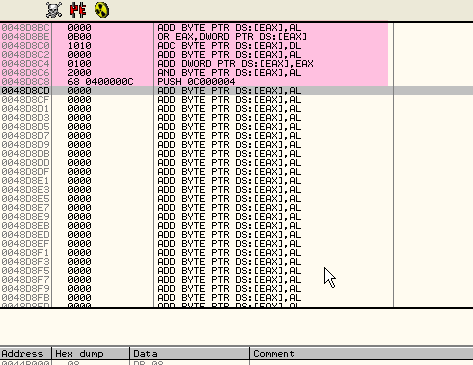 0048D8BC 0000 ADD BYTE PTR DS:[EAX],AL
0048D8BE 0B00 OR EAX,DWORD PTR DS:[EAX]
0048D8C0 1010 ADC BYTE PTR DS:[EAX],DL
0048D8C2 0000 ADD BYTE PTR DS:[EAX],AL
0048D8C4 0100 ADD DWORD PTR DS:[EAX],EAX
0048D8C6 2000 AND BYTE PTR DS:[EAX],AL
0048D8C8 68 0400000C PUSH 0C000004
0048D8CD 0000 ADD BYTE PTR DS:[EAX],AL
0048D8CF 0000 ADD BYTE PTR DS:[EAX],AL
0048D8D1 0000 ADD BYTE PTR DS:[EAX],AL
0048D8D3 0000 ADD BYTE PTR DS:[EAX],AL
0048D8D5 0000 ADD BYTE PTR DS:[EAX],AL
0048D8D7 0000 ADD BYTE PTR DS:[EAX],AL
0048D8D9 0000 ADD BYTE PTR DS:[EAX],AL
0048D8DB 0000 ADD BYTE PTR DS:[EAX],AL
0048D8DD 0000 ADD BYTE PTR DS:[EAX],AL
0048D8DF 0000 ADD BYTE PTR DS:[EAX],AL
0048D8E1 0000 ADD BYTE PTR DS:[EAX],AL
0048D8E3 0000 ADD BYTE PTR DS:[EAX],AL
0048D8E5 0000 ADD BYTE PTR DS:[EAX],AL
0048D8E7 0000 ADD BYTE PTR DS:[EAX],AL
0048D8E9 0000 ADD BYTE PTR DS:[EAX],AL
0048D8EB 0000 ADD BYTE PTR DS:[EAX],AL
0048D8ED 0000 ADD BYTE PTR DS:[EAX],AL
0048D8EF 0000 ADD BYTE PTR DS:[EAX],AL
0048D8F1 0000 ADD BYTE PTR DS:[EAX],AL
0048D8F3 0000 ADD BYTE PTR DS:[EAX],AL
0048D8F5 0000 ADD BYTE PTR DS:[EAX],AL
0048D8F7 0000 ADD BYTE PTR DS:[EAX],AL
0048D8F9 0000 ADD BYTE PTR DS:[EAX],AL
0048D8FB 0000 ADD BYTE PTR DS:[EAX],AL
0048D8FD 0000 ADD BYTE PTR DS:[EAX],AL
Address Hex dump Data Comment